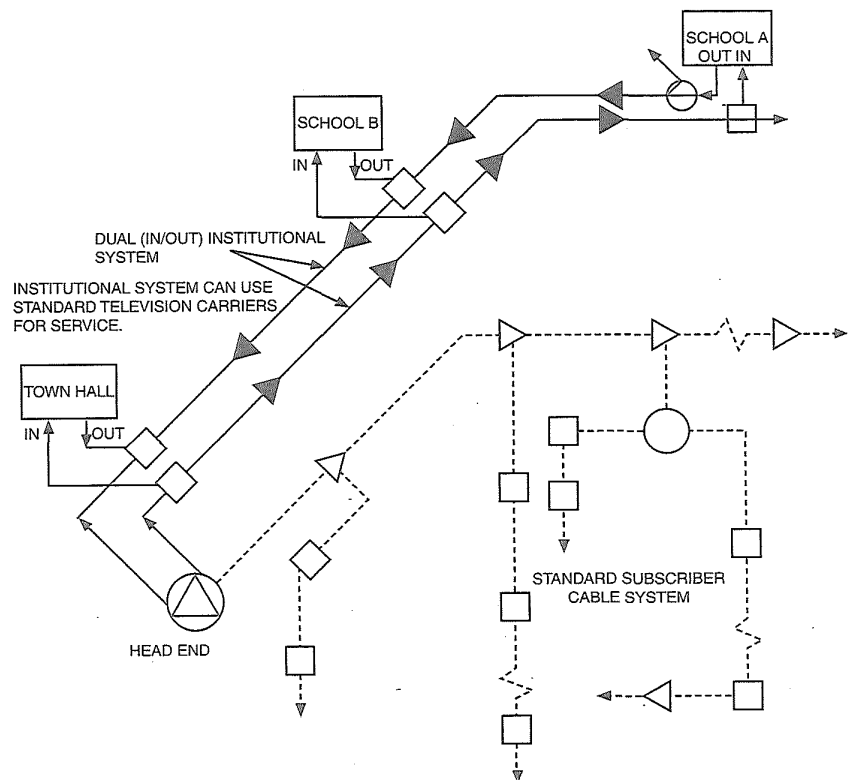 SCHOOL A
OUT IN
SCHOOL B
IN
OUT
DUAL (IN/OUT) INSTITUTIONAL
SYSTEM
INSTITUTIONAL SYSTEM CAN USE
STANDARD TELEVISION CARRIERS
FOR SERVICE.
TOWN HALL
IN
OUT
STANDARD SUBSCRIBER
CABLE SYSTEM
HEAD END